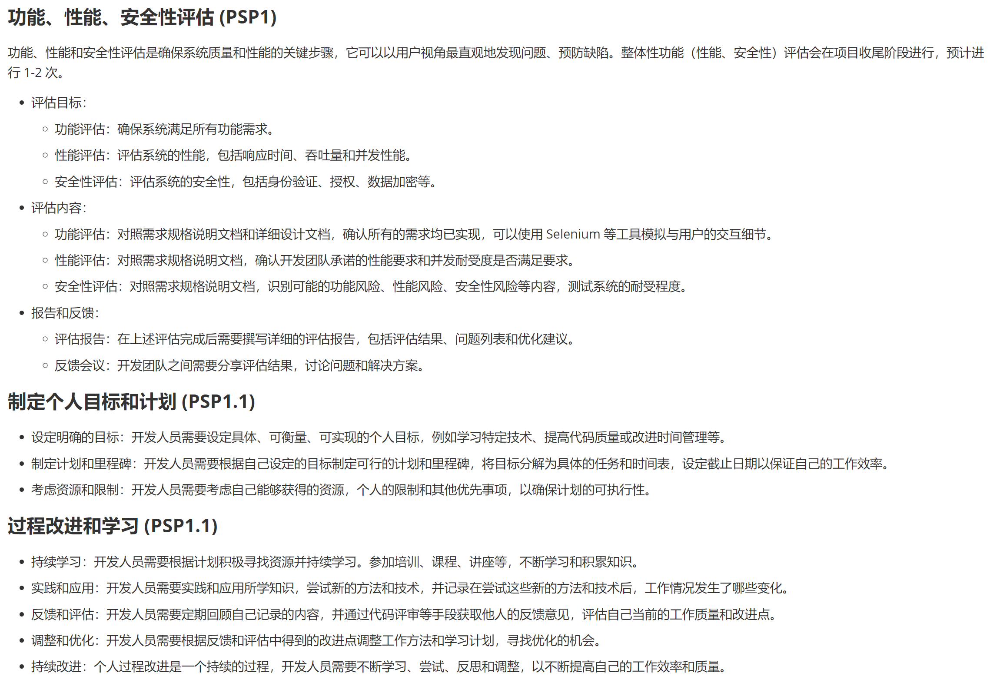 功能、性能、安全性评估 (PSP1)
功能、性能和安全性评估是确保系统质量和性能的关键步骤，它可以以用户视角最直观地发现问题、预防缺陷。整体性功能（性能、安全性）评估会在项目收尾阶段进行，预计进
行 1-2 次。
• 评估目标：
◦ 功能评估：确保系统满足所有功能需求。
◦ 性能评估：评估系统的性能，包括响应时间、吞吐量和并发性能。
◦ 安全性评估：评估系统的安全性，包括身份验证、授权、数据加密等。
• 评估内容：
◦ 功能评估：对照需求规格说明文档和详细设计文档，确认所有的需求均已实现，可以使用 Selenium 等工具模拟与用户的交互细节。
◦ 性能评估：对照需求规格说明文档，确认开发团队承诺的性能要求和并发耐受度是否满足要求。
◦ 安全性评估：对照需求规格说明文档，识别可能的功能风险、性能风险、安全性风险等内容，测试系统的耐受程度。
• 报告和反馈：
◦ 评估报告：在上述评估完成后需要撰写详细的评估报告，包括评估结果、问题列表和优化建议。
◦ 反馈会议：开发团队之间需要分享评估结果，讨论问题和解决方案。
制定个人目标和计划 (PSP1.1)
• 设定明确的目标：开发人员需要设定具体、可衡量、可实现的个人目标，例如学习特定技术、提高代码质量或改进时间管理等。
• 制定计划和里程碑：开发人员需要根据自己设定的目标制定可行的计划和里程碑，将目标分解为具体的任务和时间表，设定截止日期以保证自己的工作效率。
• 考虑资源和限制：开发人员需要考虑自己能够获得的资源，个人的限制和其他优先事项，以确保计划的可执行性。
过程改进和学习 (PSP1.1)
• 持续学习：开发人员需要根据计划积极寻找资源并持续学习。参加培训、课程、讲座等，不断学习和积累知识。
• 实践和应用：开发人员需要实践和应用所学知识，尝试新的方法和技术，并记录在尝试这些新的方法和技术后，工作情况发生了哪些变化。
• 反馈和评估：开发人员需要定期回顾自己记录的内容，并通过代码评审等手段获取他人的反馈意见，评估自己当前的工作质量和改进点。
• 调整和优化：开发人员需要根据反馈和评估中得到的改进点调整工作方法和学习计划，寻找优化的机会。
• 持续改进：个人过程改进是一个持续的过程，开发人员需要不断学习、尝试、反思和调整，以不断提高自己的工作效率和质量。